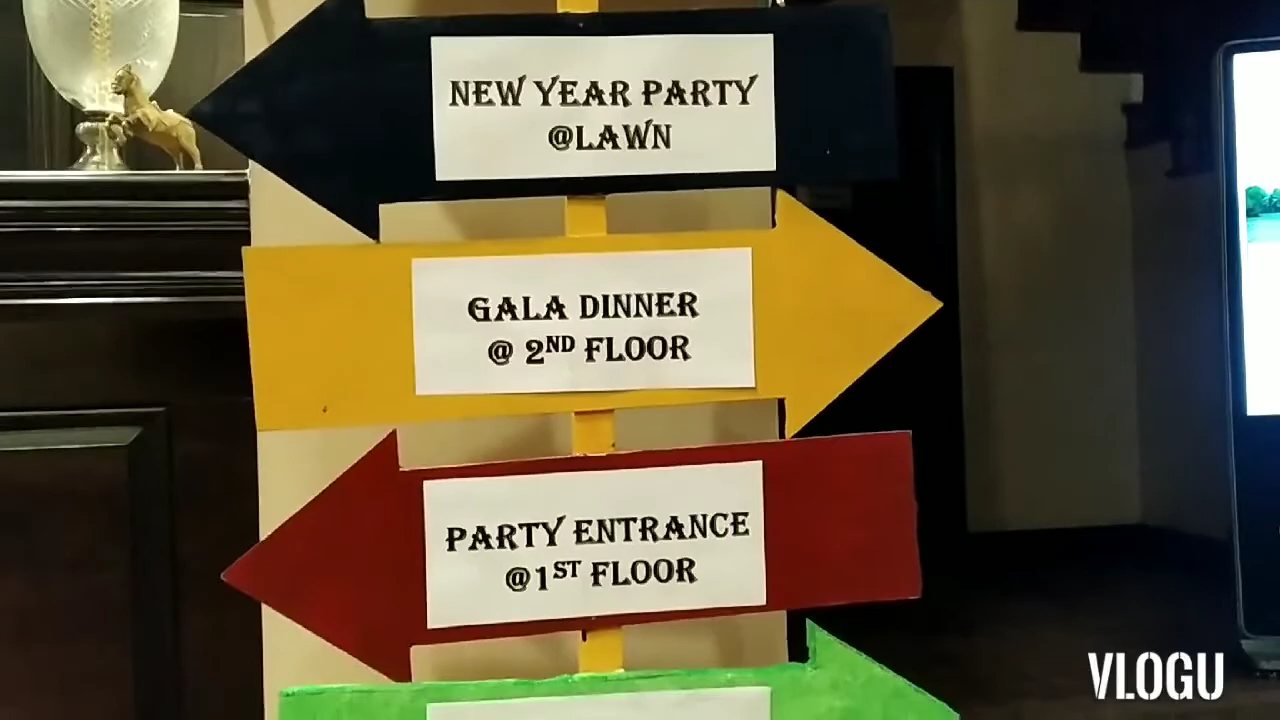 NEW YEAR PARTY
@LAWN
GALA DINNER
@ 2ND FLOOR
PARTY ENTRANCE
@1ST FLOOR
VLOGU